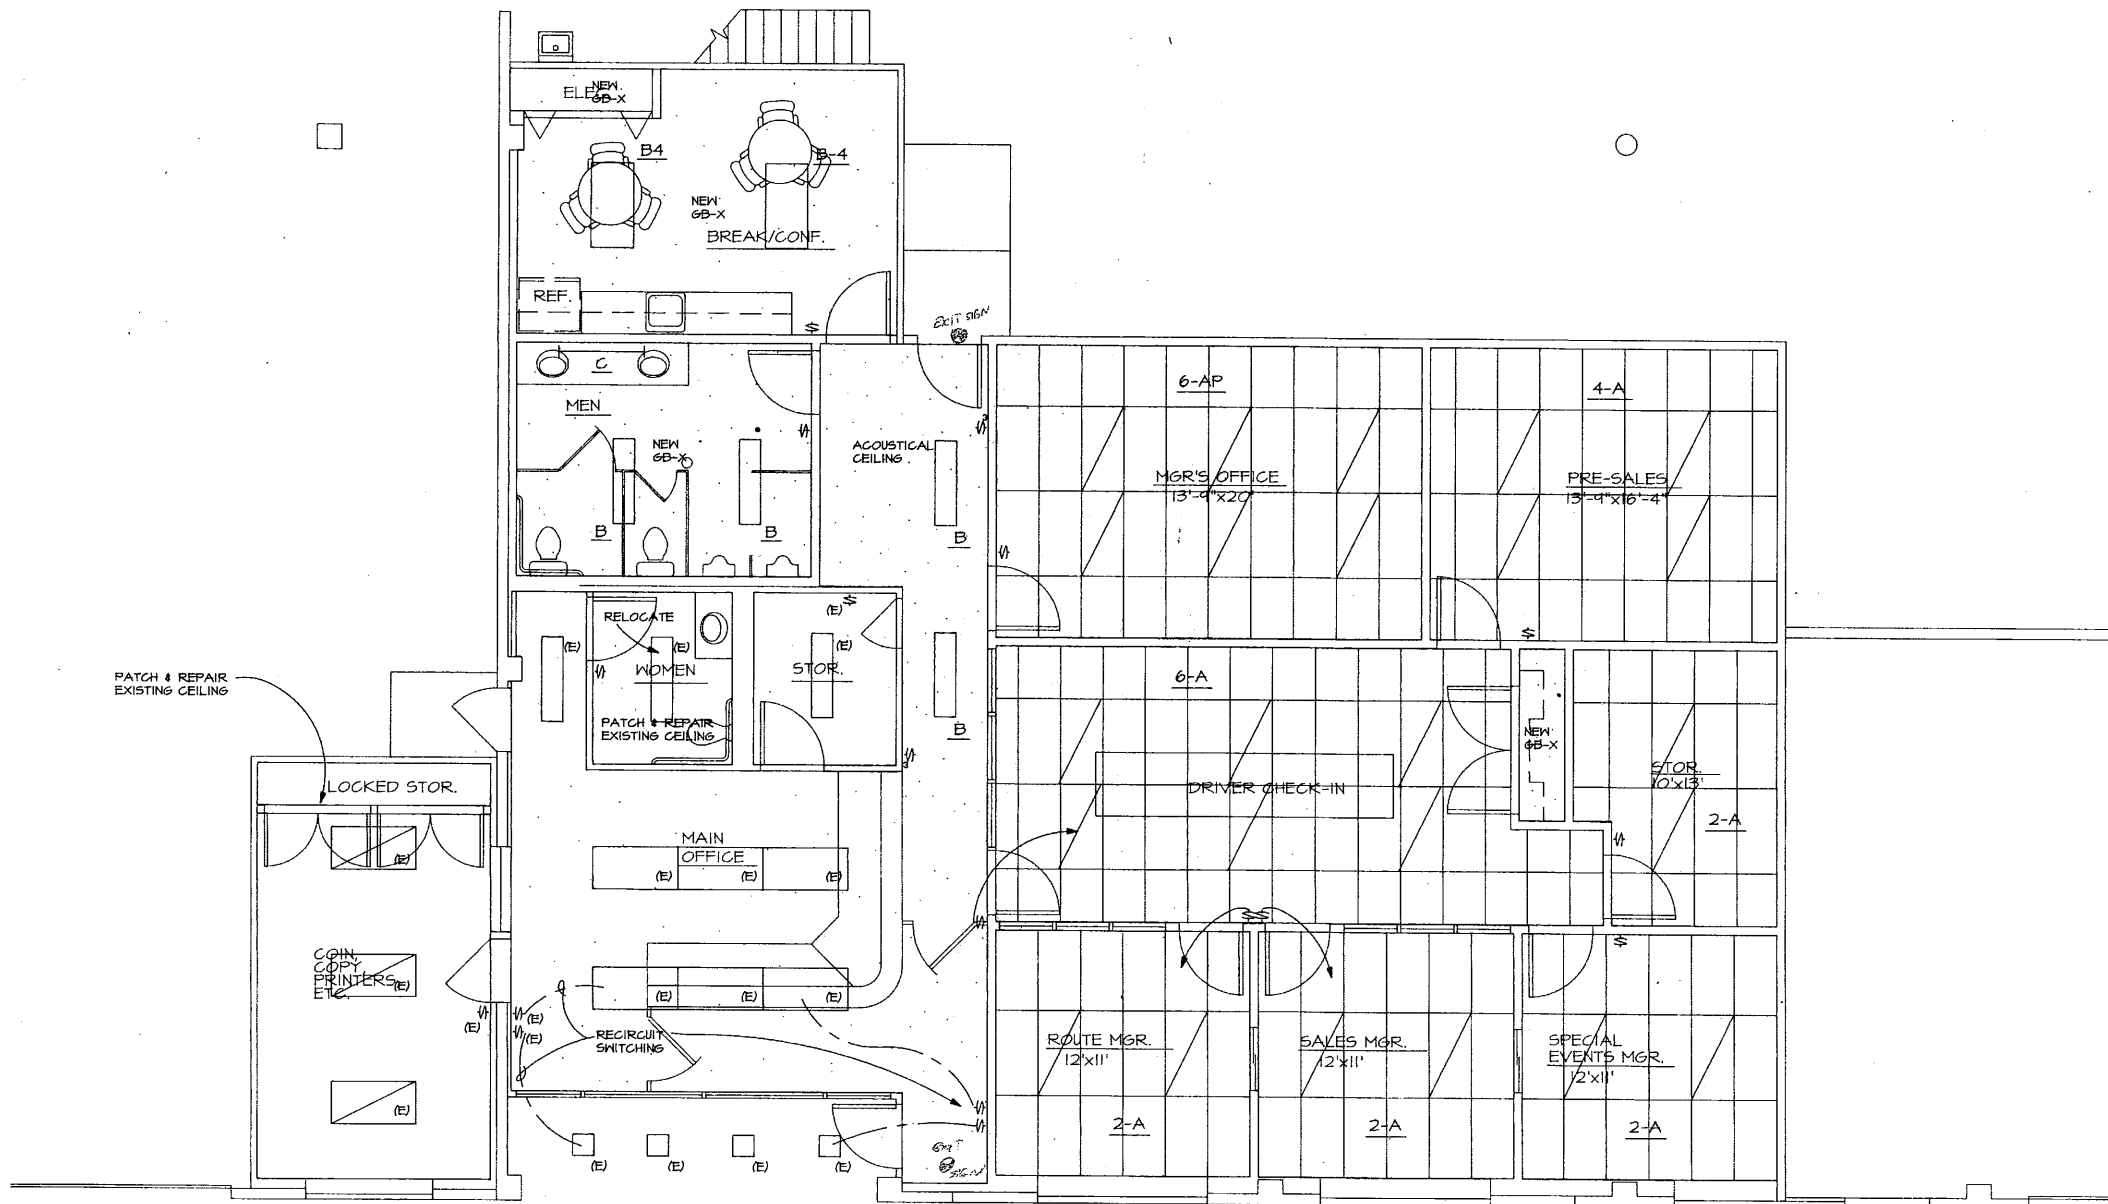 ELEC.
NEW
GB-X
B4
B-4
NEW
GB-X
BREAK/CONF.
REF.
EXIT SIGN
C
MEN
NEW
GB-X
B
B
ACOUSTICAL
CEILING
B
6-AP
MGR'S OFFICE
13'-9"x20'
4-A
PRE-SALES
13'-9"x16'-4"
RELOCATE
(E)
(E)
WOMEN
PATCH & REPAIR
EXISTING CEILING
(E)
(E)
STOR.
B
6-A
DRIVER CHECK-IN
NEW
GB-X
STOR.
10'x13'
2-A
PATCH & REPAIR
EXISTING CEILING
LOCKED STOR.
(E)
MAIN
OFFICE
(E)
(E)
(E)
COIN,
COPY
PRINTERS
ETC.
(E)
(E)
(E)
(E)
(E)
(E)
(E)
(E)
RECIRCUIT
SWITCHING
ROUTE MGR.
12'x11'
SALES MGR.
12'x11'
SPECIAL
EVENTS MGR.
12'x11'
(E)
2-A
2-A
2-A
(E)
(E)
(E)
(E)
EXIT
SIGN